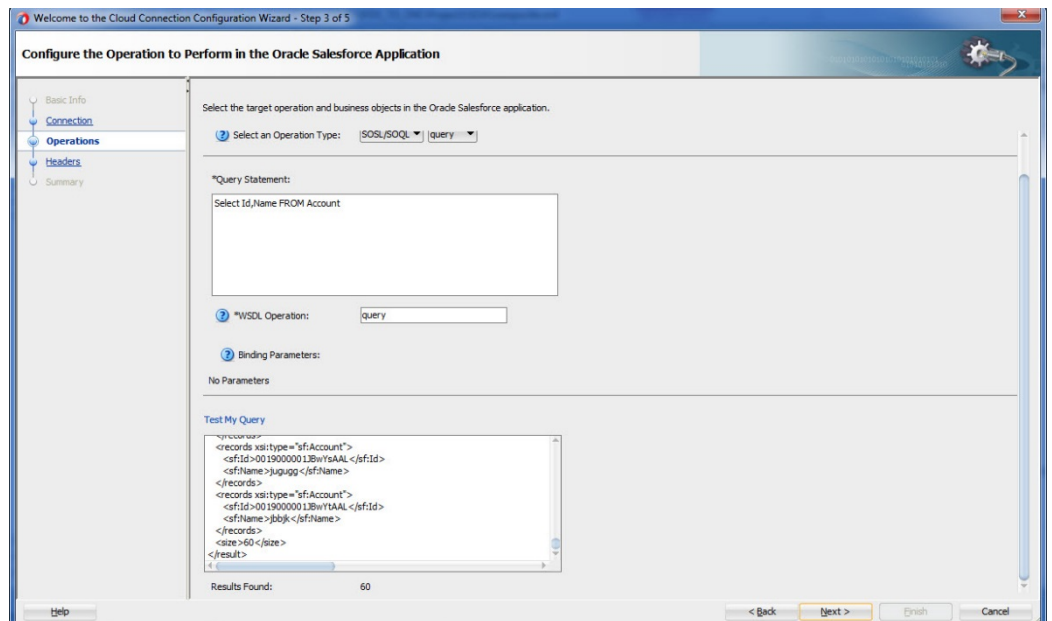 Welcome to the Cloud Connection Configuration Wizard - Step 3 of 5
Configure the Operation to Perform in the Oracle Salesforce Application
Basic Info
Connection
Operations
Headers
Summary
Select the target operation and business objects in the Oracle Salesforce application.
Select an Operation Type: SOSL/SOQL query
*Query Statement:
Select Id,Name FROM Account
*WSDL Operation: query
Binding Parameters:
No Parameters
Test My Query
</records>
<records xsi:type="sf:Account">
<sf:Id>0019000001JBwYsAAL</sf:Id>
<sf:Name>jugugg</sf:Name>
</records>
<records xsi:type="sf:Account">
<sf:Id>0019000001JBwYtAAL</sf:Id>
<sf:Name>jbbjk</sf:Name>
</records>
<size>60</size>
</result>
Results Found: 60
Help < Back Next > Finish Cancel